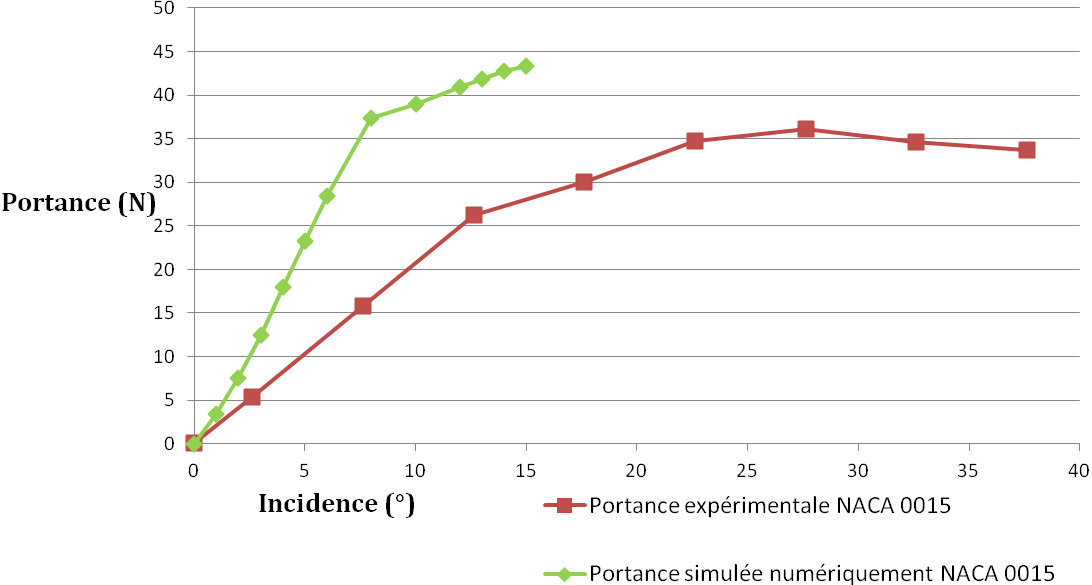 50
45
40
35
30
Portance (N)
25
20
15
10
5
0
0 5 10 15 20 25 30 35 40
Incidence (°)
Portance expérimentale NACA 0015
Portance simulée numériquement NACA 0015